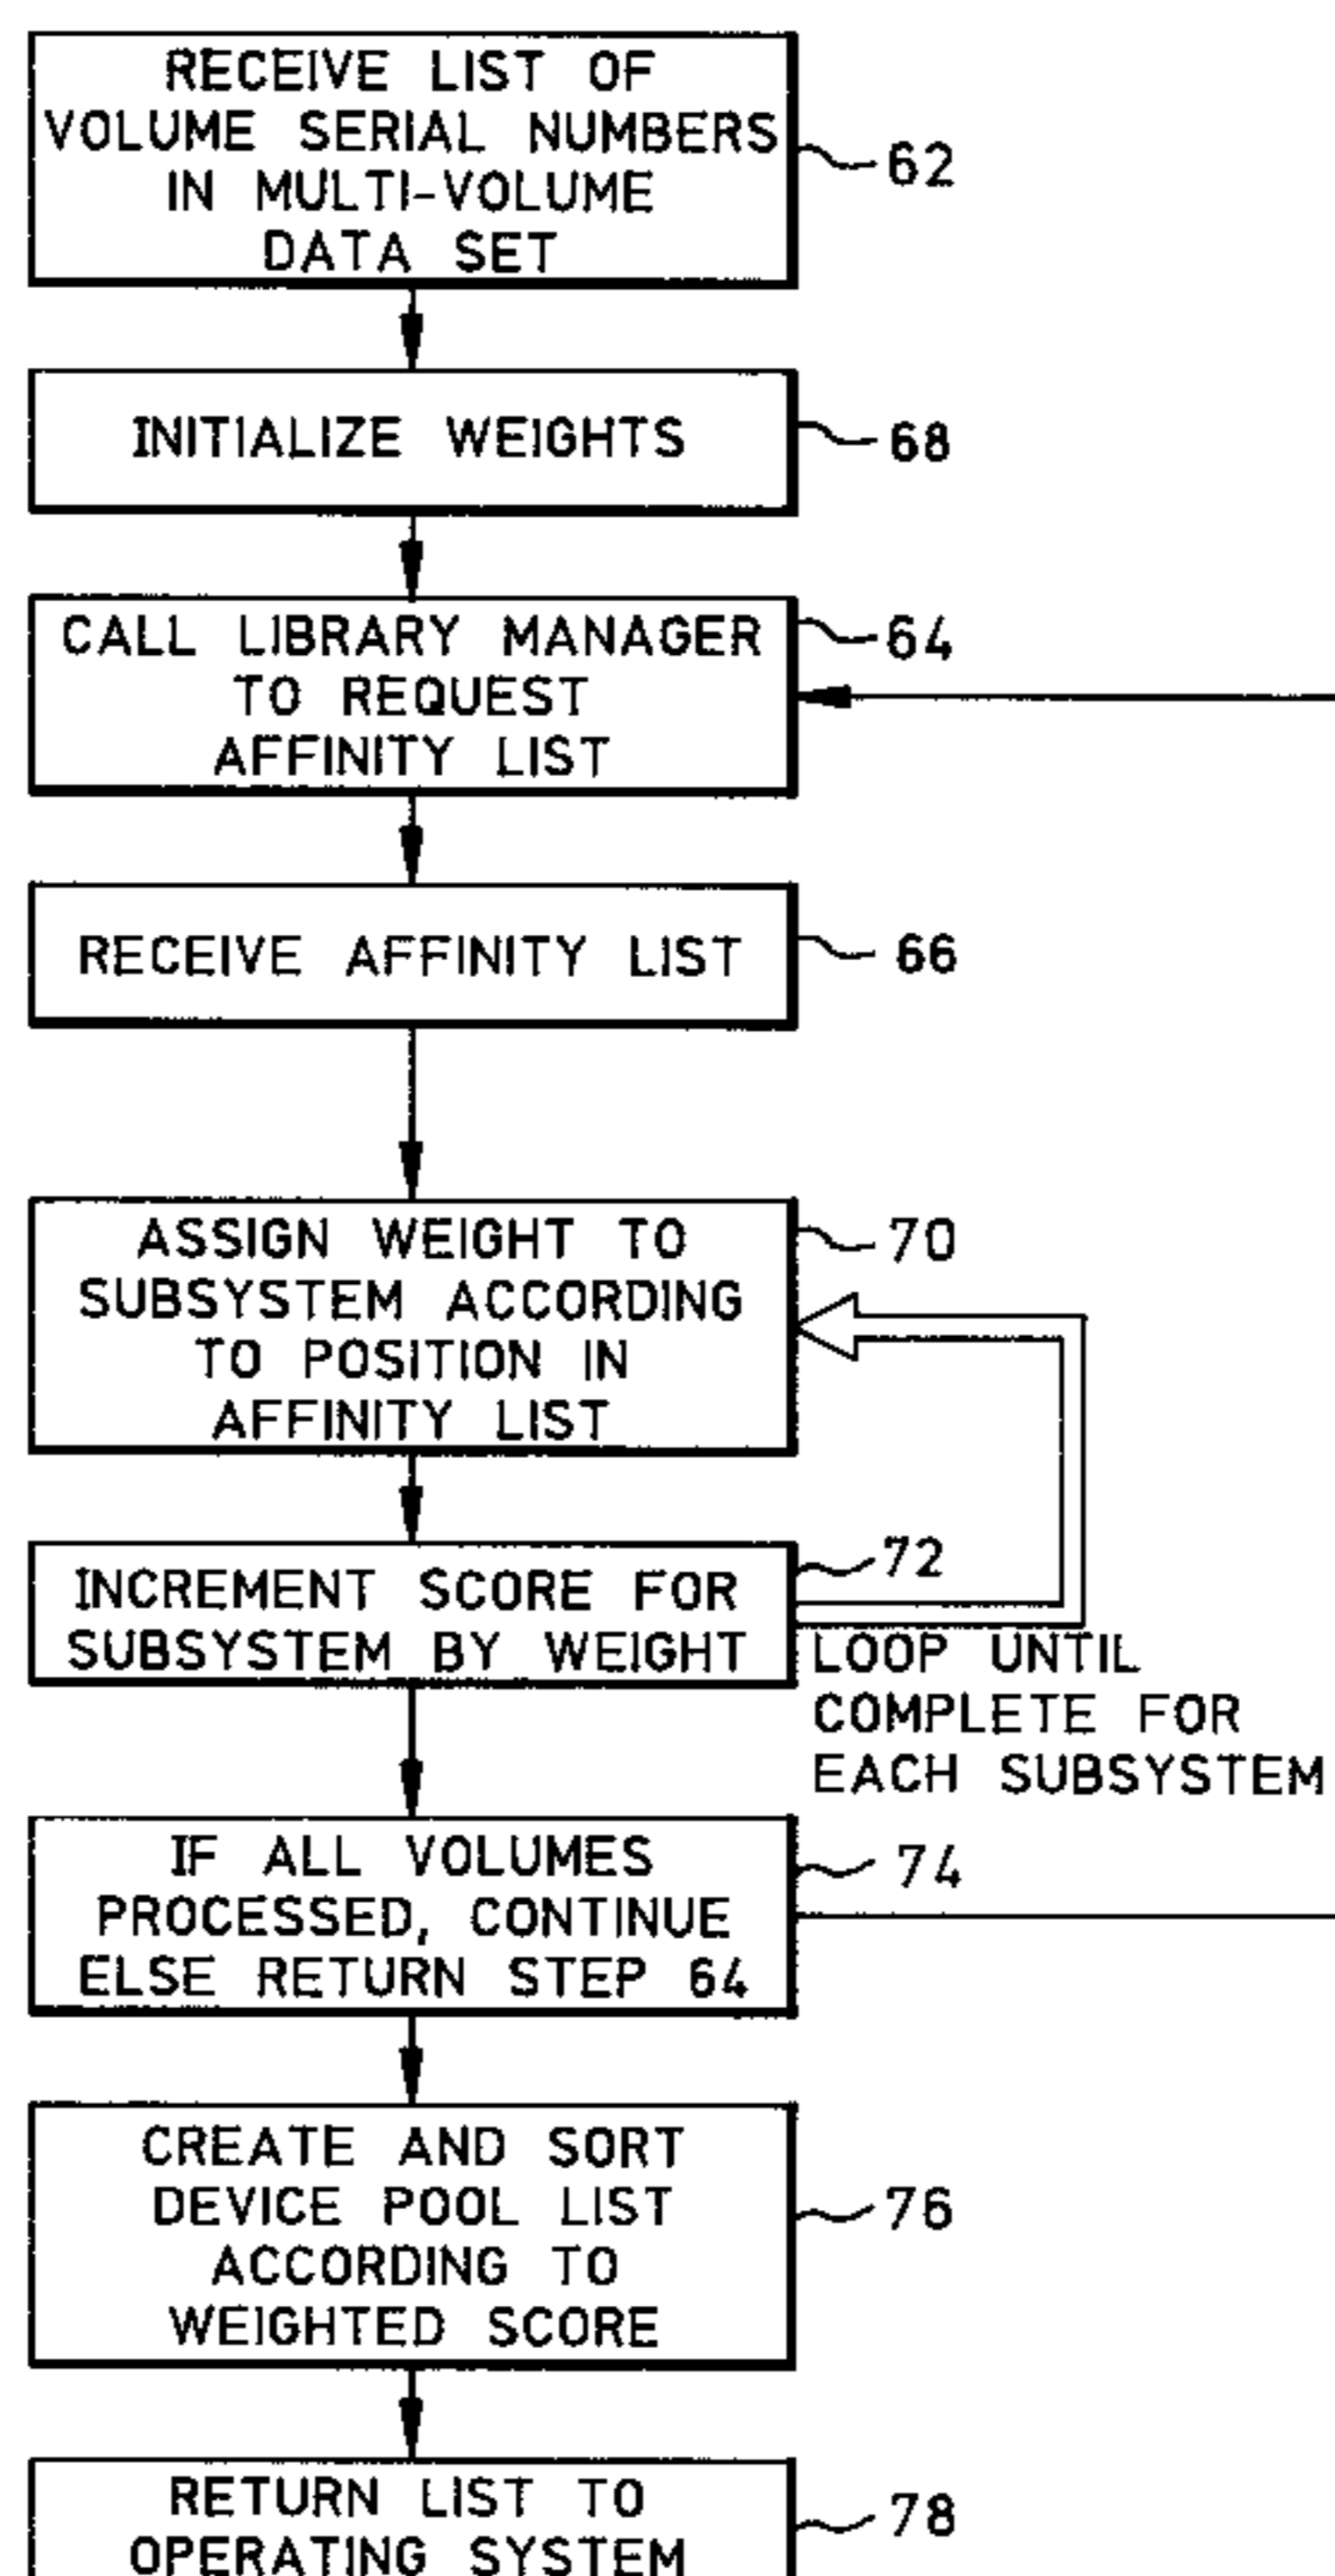 RECEIVE LIST OF
VOLUME SERIAL NUMBERS
IN MULTI-VOLUME
DATA SET
62
INITIALIZE WEIGHTS
68
CALL LIBRARY MANAGER
TO REQUEST
AFFINITY LIST
64
RECEIVE AFFINITY LIST
66
ASSIGN WEIGHT TO
SUBSYSTEM ACCORDING
TO POSITION IN
AFFINITY LIST
70
INCREMENT SCORE FOR
SUBSYSTEM BY WEIGHT
72
LOOP UNTIL
COMPLETE FOR
EACH SUBSYSTEM
IF ALL VOLUMES
PROCESSED, CONTINUE
ELSE RETURN STEP 64
74
CREATE AND SORT
DEVICE POOL LIST
ACCORDING TO
WEIGHTED SCORE
76
RETURN LIST TO
OPERATING SYSTEM
78